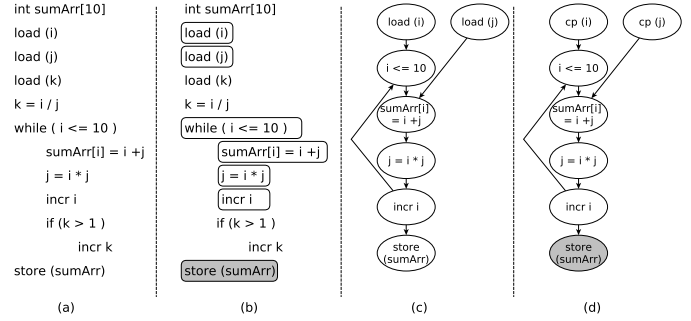 int sumArr[10]
load (i)
load (j)
load (k)
k = i / j
while ( i <= 10 )
sumArr[i] = i +j
j = i * j
incr i
if (k > 1 )
incr k
store (sumArr)
(a)
int sumArr[10]
load (i)
load (j)
load (k)
k = i / j
while ( i <= 10 )
sumArr[i] = i +j
j = i * j
incr i
if (k > 1 )
incr k
store (sumArr)
(b)
load (i)
load (j)
i <= 10
sumArr[i]
= i +j
j = i * j
incr i
store
(sumArr)
(c)
cp (i)
cp (j)
i <= 10
sumArr[i]
= i +j
j = i * j
incr i
store
(sumArr)
(d)